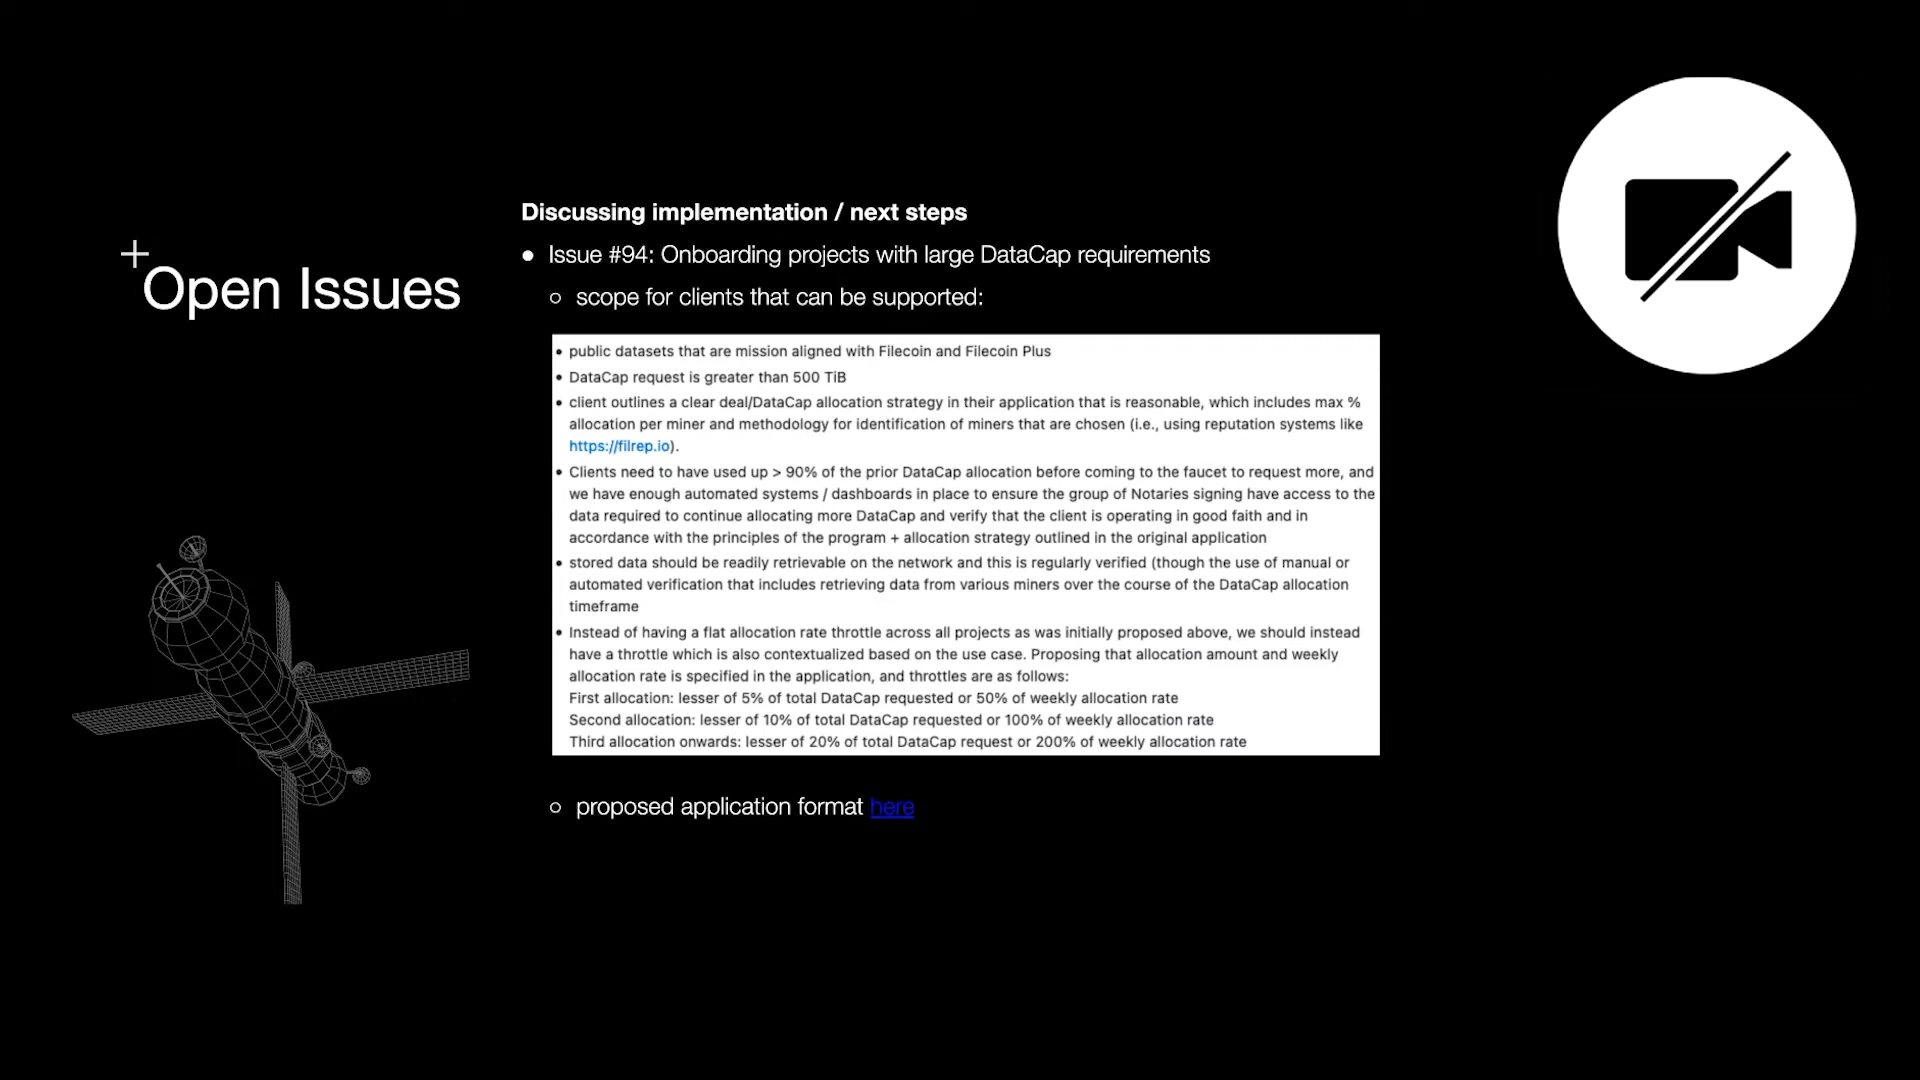 Open Issues
Discussing implementation / next steps
● Issue #94: Onboarding projects with large DataCap requirements
○ scope for clients that can be supported:
• public datasets that are mission aligned with Filecoin and Filecoin Plus
• DataCap request is greater than 500 TiB
• client outlines a clear deal/DataCap allocation strategy in their application that is reasonable, which includes max %
allocation per miner and methodology for identification of miners that are chosen (i.e., using reputation systems like
https://filrep.io).
• Clients need to have used up > 90% of the prior DataCap allocation before coming to the faucet to request more, and
we have enough automated systems / dashboards in place to ensure the group of Notaries signing have access to the
data required to continue allocating more DataCap and verify that the client is operating in good faith and in
accordance with the principles of the program + allocation strategy outlined in the original application
• stored data should be readily retrievable on the network and this is regularly verified (though the use of manual or
automated verification that includes retrieving data from various miners over the course of the DataCap allocation
timeframe
• Instead of having a flat allocation rate throttle across all projects as was initially proposed above, we should instead
have a throttle which is also contextualized based on the use case. Proposing that allocation amount and weekly
allocation rate is specified in the application, and throttles are as follows:
First allocation: lesser of 5% of total DataCap requested or 50% of weekly allocation rate
Second allocation: lesser of 10% of total DataCap requested or 100% of weekly allocation rate
Third allocation onwards: lesser of 20% of total DataCap request or 200% of weekly allocation rate
○ proposed application format here